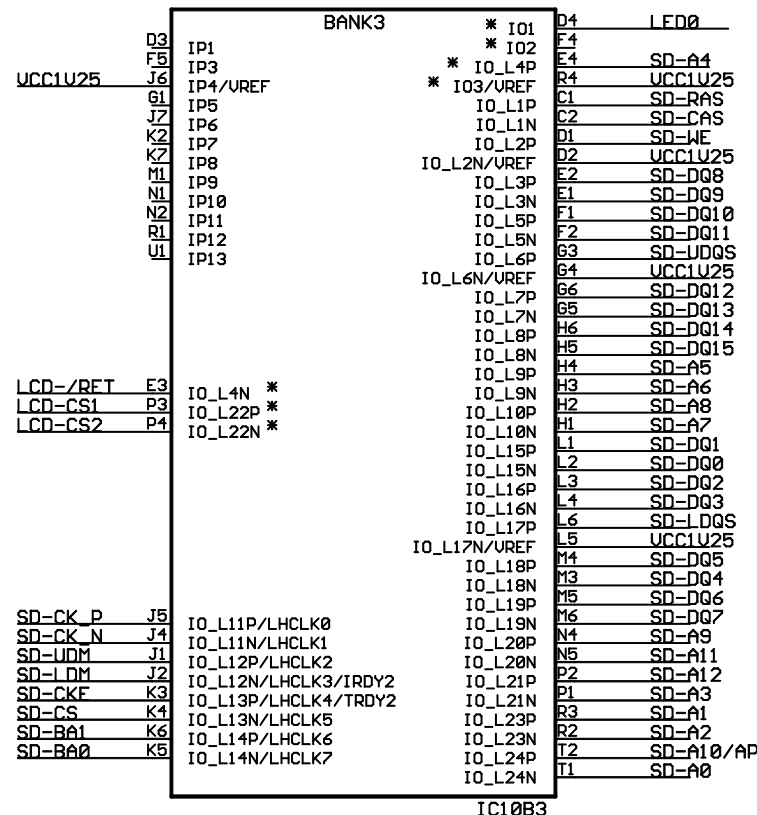 BANK3
* IO1 D4 LED0
D3 IP1
* IO2 F4
F5 IP3
* IO_L4P E4 SD-A4
VCC1V25 J6 IP4/VREF
* IO3/VREF R4 VCC1V25
G1 IP5
IO_L1P C1 SD-RAS
J7 IP6
IO_L1N C2 SD-CAS
K2 IP7
IO_L2P D1 SD-WE
K7 IP8
IO_L2N/VREF D2 VCC1V25
M1 IP9
IO_L3P E2 SD-DQ8
N1 IP10
IO_L3N E1 SD-DQ9
N2 IP11
IO_L5P F1 SD-DQ10
R1 IP12
IO_L5N F2 SD-DQ11
U1 IP13
IO_L6P G3 SD-UDQS
IO_L6N/VREF G4 VCC1V25
IO_L7P G6 SD-DQ12
IO_L7N G5 SD-DQ13
IO_L8P H6 SD-DQ14
IO_L8N H5 SD-DQ15
IO_L9P H4 SD-A5
LCD-/RET E3 IO_L4N *
IO_L9N H3 SD-A6
LCD-CS1 P3 IO_L22P *
IO_L10P H2 SD-A8
LCD-CS2 P4 IO_L22N *
IO_L10N H1 SD-A7
IO_L15P L1 SD-DQ1
IO_L15N L2 SD-DQ0
IO_L16P L3 SD-DQ2
IO_L16N L4 SD-DQ3
IO_L17P L6 SD-LDQS
IO_L17N/VREF L5 VCC1V25
IO_L18P M4 SD-DQ5
IO_L18N M3 SD-DQ4
IO_L19P M5 SD-DQ6
SD-CK_P J5 IO_L11P/LHCLK0
IO_L19N M6 SD-DQ7
SD-CK_N J4 IO_L11N/LHCLK1
IO_L20P N4 SD-A9
SD-UDM J1 IO_L12P/LHCLK2
IO_L20N N5 SD-A11
SD-LDM J2 IO_L12N/LHCLK3/IRDY2
IO_L21P P2 SD-A12
SD-CKE K3 IO_L13P/LHCLK4/TRDY2
IO_L21N P1 SD-A3
SD-CS K4 IO_L13N/LHCLK5
IO_L23P R3 SD-A1
SD-BA1 K6 IO_L14P/LHCLK6
IO_L23N R2 SD-A2
SD-BA0 K5 IO_L14N/LHCLK7
IO_L24P T2 SD-A10/AP
IO_L24N T1 SD-A0
IC10B3